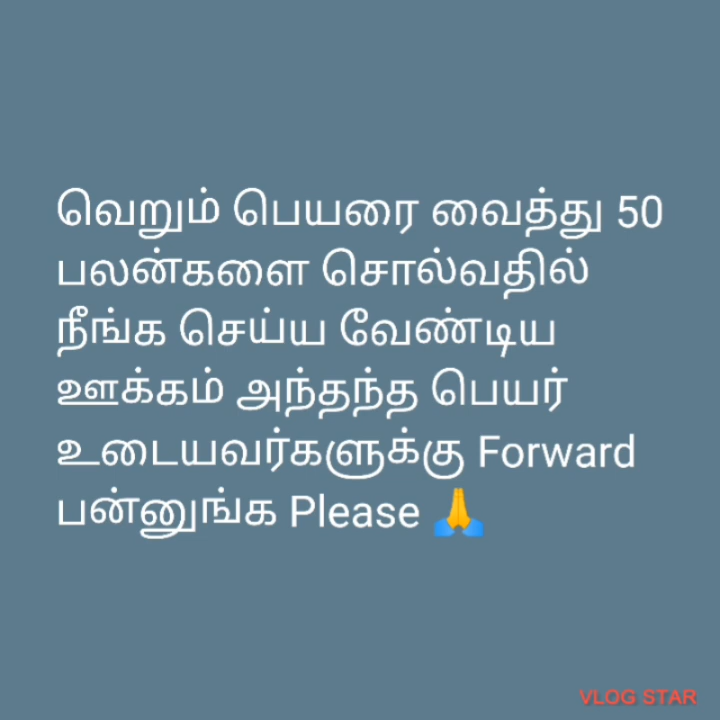 வெறும் பெயரை வைத்து 50
பலன்களை சொல்வதில்
நீங்க செய்ய வேண்டிய
ஊக்கம் அந்தந்த பெயர்
உடையவர்களுக்கு Forward
பன்னுங்க Please 🙏
VLOG STAR